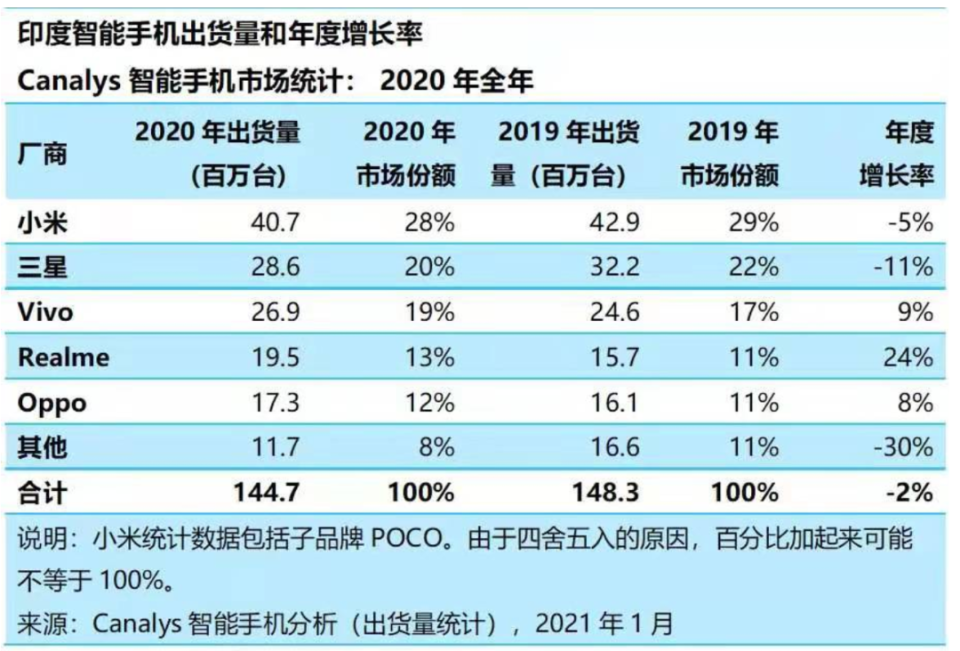 印度智能手机出货量和年度增长率
Canalys 智能手机市场统计： 2020 年全年
厂商 2020 年出货量（百万台） 2020 年市场份额 2019 年出货量（百万台） 2019 年市场份额 年度增长率
小米 40.7 28% 42.9 29% -5%
三星 28.6 20% 32.2 22% -11%
Vivo 26.9 19% 24.6 17% 9%
Realme 19.5 13% 15.7 11% 24%
Oppo 17.3 12% 16.1 11% 8%
其他 11.7 8% 16.6 11% -30%
合计 144.7 100% 148.3 100% -2%
说明：小米统计数据包括子品牌 POCO。由于四舍五入的原因，百分比加起来可能
不等于 100%。
来源：Canalys 智能手机分析（出货量统计），2021 年 1 月